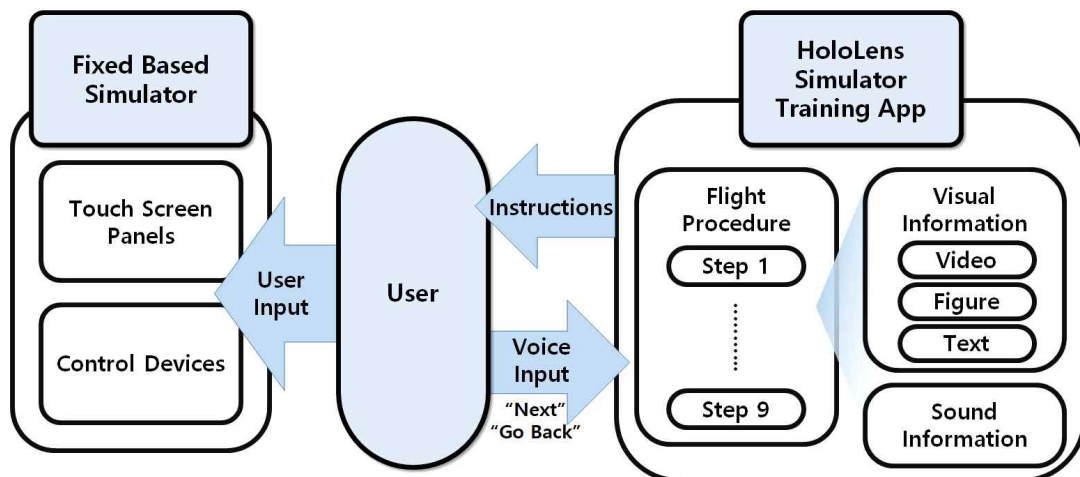 Fixed Based
Simulator
Touch Screen
Panels
Control Devices
User
Input
User
Instructions
Voice
Input
“Next”
“Go Back”
HoloLens
Simulator
Training App
Flight
Procedure
Step 1
Step 9
Visual
Information
Video
Figure
Text
Sound
Information